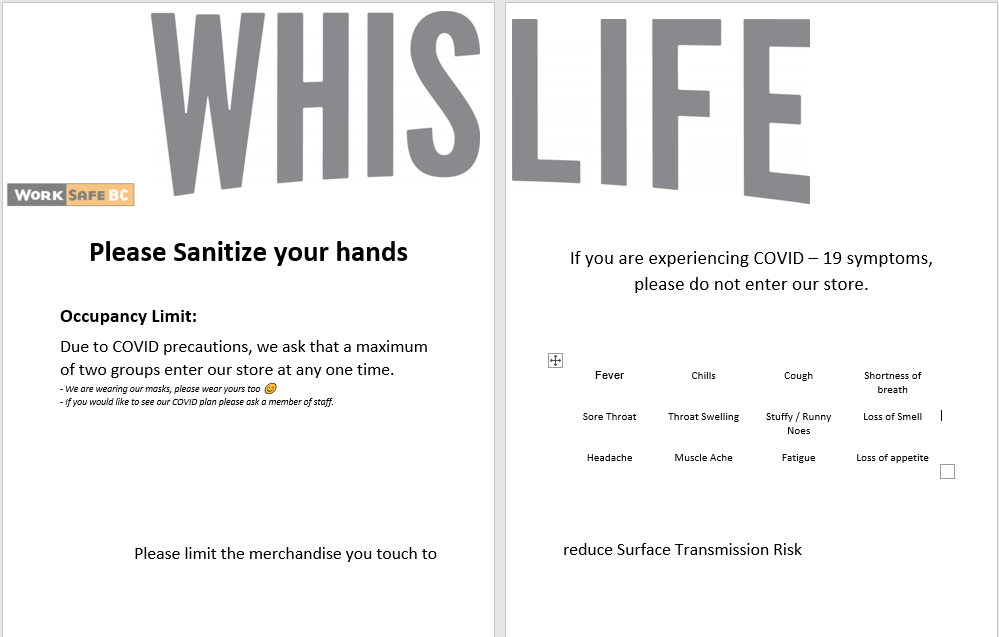 WHIS
WORK SAFE BC
Please Sanitize your hands
Occupancy Limit:
Due to COVID precautions, we ask that a maximum
of two groups enter our store at any one time.
- We are wearing our masks, please wear yours too 😊
- If you would like to see our COVID plan please ask a member of staff.
Please limit the merchandise you touch to
LIFE
If you are experiencing COVID – 19 symptoms,
please do not enter our store.
Fever Chills Cough Shortness of
breath
Sore Throat Throat Swelling Stuffy / Runny Loss of Smell
Noes
Headache Muscle Ache Fatigue Loss of appetite
reduce Surface Transmission Risk